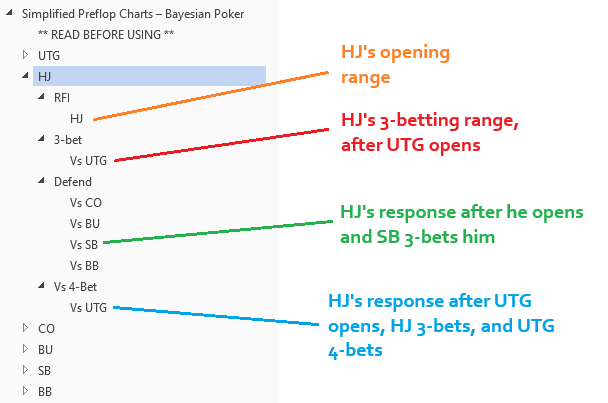 Simplified Preflop Charts – Bayesian Poker
** READ BEFORE USING **
UTG
HJ
RFI
HJ
3-bet
Vs UTG
Defend
Vs CO
Vs BU
Vs SB
Vs BB
Vs 4-Bet
Vs UTG
CO
BU
SB
BB
HJ's opening
range
HJ's 3-betting range,
after UTG opens
HJ's response after he opens
and SB 3-bets him
HJ's response after UTG
opens, HJ 3-bets, and UTG
4-bets